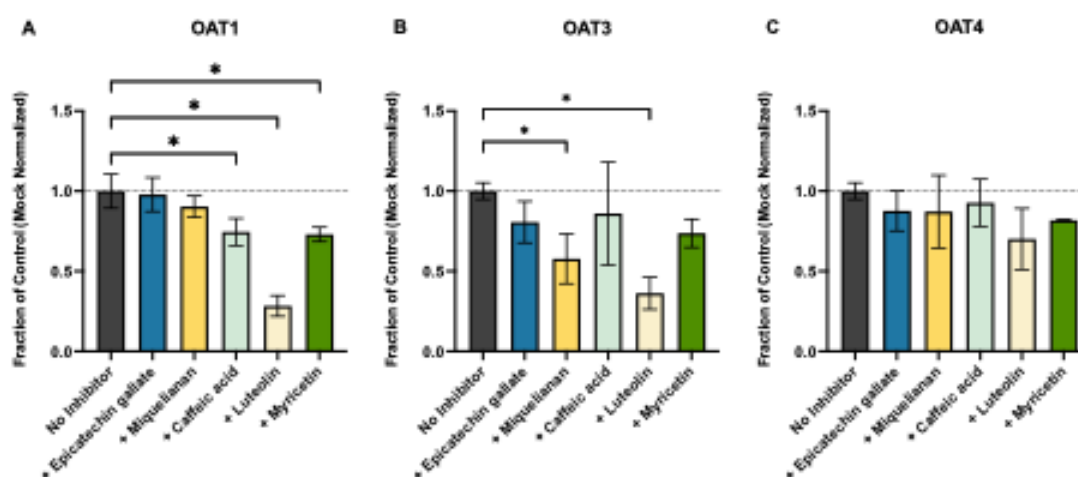 A
OAT1
Fraction of Control (Mock Normalized)
1.5
1.0
0.5
0.0
*
*
*
No Inhibitor
+ Epicatechin gallate
+ Miquelianan
+ Caffeic acid
+ Luteolin
+ Myricetin
B
OAT3
Fraction of Control (Mock Normalized)
1.5
1.0
0.5
0.0
*
*
No Inhibitor
+ Epicatechin gallate
+ Miquelianan
+ Caffeic acid
+ Luteolin
+ Myricetin
C
OAT4
Fraction of Control (Mock Normalized)
1.5
1.0
0.5
0.0
No Inhibitor
+ Epicatechin gallate
+ Miquelianan
+ Caffeic acid
+ Luteolin
+ Myricetin